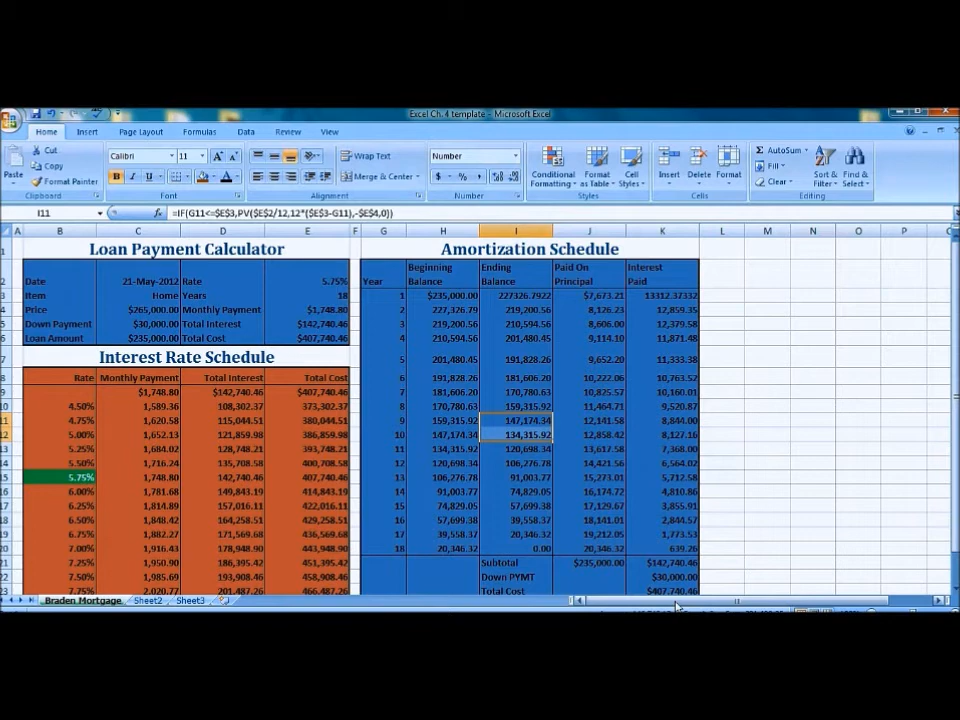 Excel Ch. 4 template - Microsoft Excel
Home Insert Page Layout Formulas Data Review View
Cut
Copy
Format Painter
Paste
Clipboard
Calibri 11
B I U
Font
Wrap Text
Merge & Center
Alignment
Number
$ % ,
Number
Conditional Formatting
Format as Table
Cell Styles
Styles
Insert Delete Format
Cells
AutoSum
Fill
Clear
Sort & Filter
Find & Select
Editing
I11 fx =IF(G11<=$E$3,PV($E$2/12,12*($E$3-G11),-$E$4,0))
A B C D E F G H I J K L M N O P
Loan Payment Calculator Amortization Schedule
Date 21-May-2012 Rate 5.75% Year Beginning Balance Ending Balance Paid On Principal Interest Paid
Item Home Years 18 1 $235,000.00 227326.7922 $7,673.21 13312.37332
Price $265,000.00 Monthly Payment $1,748.80 2 227,326.79 219,200.56 8,126.23 12,859.35
Down Payment $30,000.00 Total Interest $142,740.46 3 219,200.56 210,594.56 8,606.00 12,379.58
Loan Amount $235,000.00 Total Cost $407,740.46 4 210,594.56 201,480.45 9,114.10 11,871.48
Interest Rate Schedule 5 201,480.45 191,828.26 9,652.20 11,333.38
Rate Monthly Payment Total Interest Total Cost 6 191,828.26 181,606.20 10,222.06 10,763.52
$1,748.80 $142,740.46 $407,740.46 7 181,606.20 170,780.63 10,825.57 10,160.01
4.50% 1,589.36 108,302.37 373,302.37 8 170,780.63 159,315.92 11,464.71 9,520.87
4.75% 1,620.58 115,044.51 380,044.51 9 159,315.92 147,174.34 12,141.58 8,844.00
5.00% 1,652.13 121,859.98 386,859.98 10 147,174.34 134,315.92 12,858.42 8,127.16
5.25% 1,684.02 128,748.21 393,748.21 11 134,315.92 120,698.34 13,617.58 7,368.00
5.50% 1,716.24 135,708.58 400,708.58 12 120,698.34 106,276.78 14,421.56 6,564.02
5.75% 1,748.80 142,740.46 407,740.46 13 106,276.78 91,003.77 15,273.01 5,712.58
6.00% 1,781.68 149,843.19 414,843.19 14 91,003.77 74,829.05 16,174.72 4,810.86
6.25% 1,814.89 157,016.11 422,016.11 15 74,829.05 57,699.38 17,129.67 3,855.91
6.50% 1,848.42 164,258.51 429,258.51 16 57,699.38 39,558.37 18,141.01 2,844.57
6.75% 1,882.27 171,569.68 436,569.68 17 39,558.37 20,346.32 19,212.05 1,773.53
7.00% 1,916.43 178,948.90 443,948.90 18 20,346.32 0.00 20,346.32 639.26
7.25% 1,950.90 186,395.42 451,395.42 Subtotal $235,000.00 $142,740.46
7.50% 1,985.69 193,908.46 458,908.46 Down PYMT $30,000.00
7.75% 2,020.77 201,487.26 466,487.26 Total Cost $407,740.46
Braden Mortgage Sheet2 Sheet3